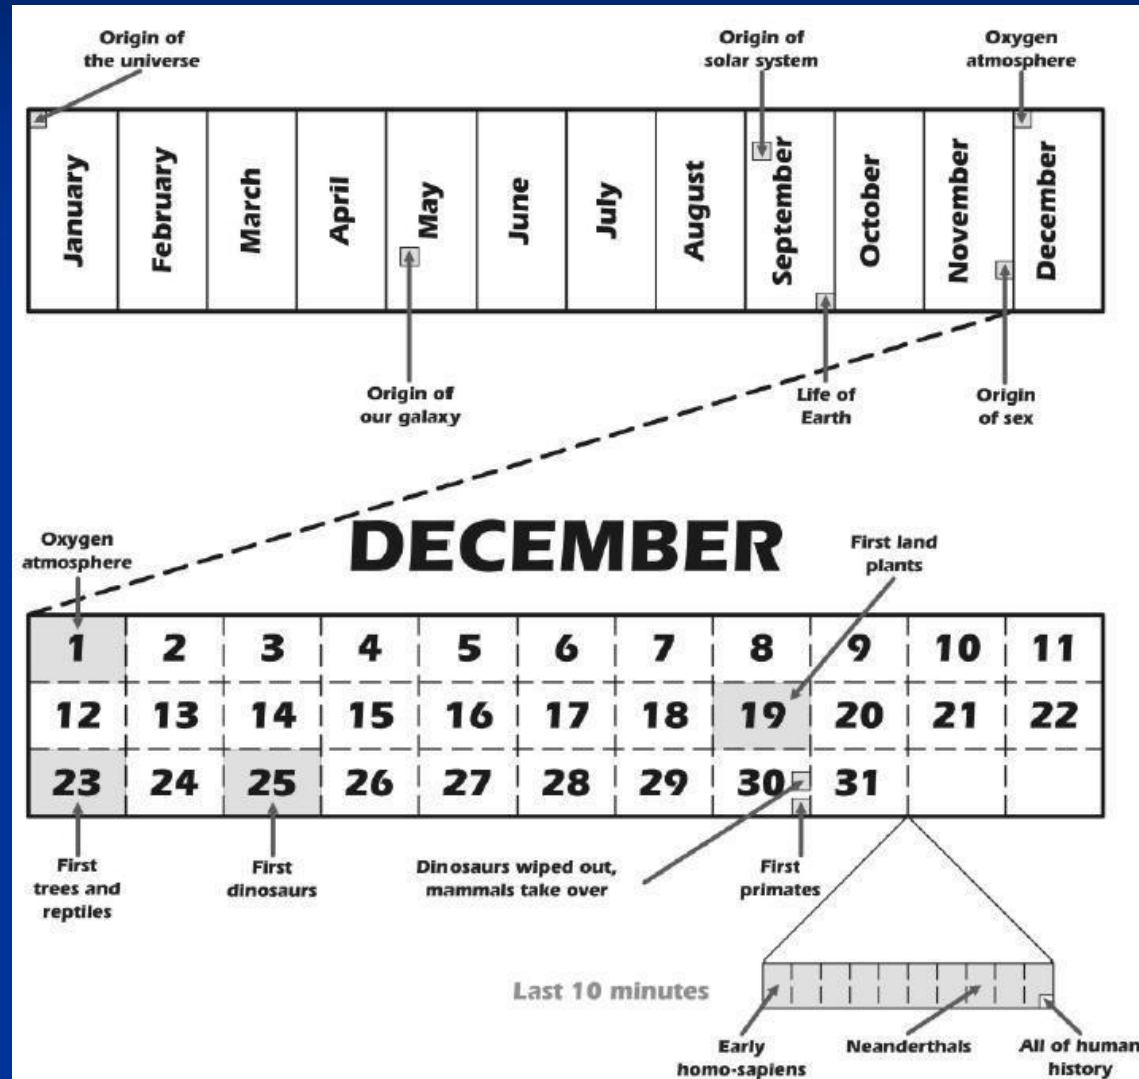 Origin of
the universe
Origin of
solar system
Oxygen
atmosphere
January
February
March
April
May
June
July
August
September
October
November
December
Origin of
our galaxy
Life of
Earth
Origin
of sex
DECEMBER
Oxygen
atmosphere
First land
plants
1 2 3 4 5 6 7 8 9 10 11
12 13 14 15 16 17 18 19 20 21 22
23 24 25 26 27 28 29 30 31
First
trees and
reptiles
First
dinosaurs
Dinosaurs wiped out,
mammals take over
First
primates
Last 10 minutes
Early
homo-sapiens
Neanderthals
All of human
history